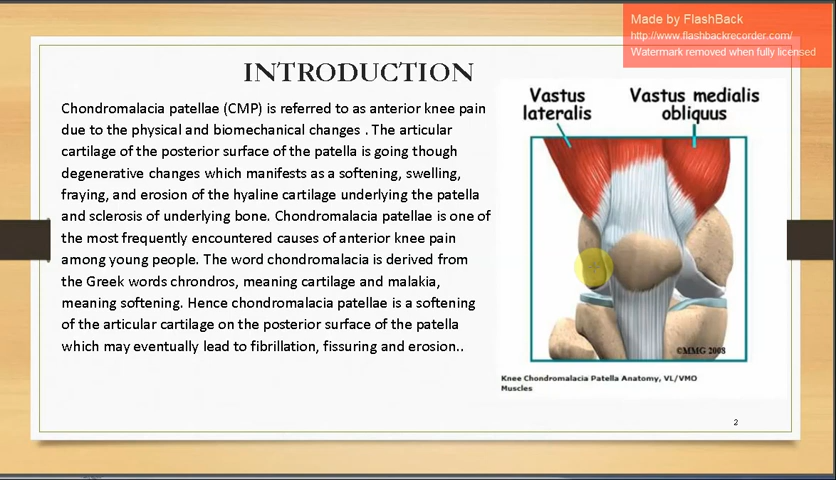 Made by FlashBack
http://www.flashbackrecorder.com/
Watermark removed when fully licensed
INTRODUCTION
Chondromalacia patellae (CMP) is referred to as anterior knee pain
due to the physical and biomechanical changes . The articular
cartilage of the posterior surface of the patella is going though
degenerative changes which manifests as a softening, swelling,
fraying, and erosion of the hyaline cartilage underlying the patella
and sclerosis of underlying bone. Chondromalacia patellae is one of
the most frequently encountered causes of anterior knee pain
among young people. The word chondromalacia is derived from
the Greek words chrondros, meaning cartilage and malakia,
meaning softening. Hence chondromalacia patellae is a softening
of the articular cartilage on the posterior surface of the patella
which may eventually lead to fibrillation, fissuring and erosion..
Vastus
lateralis
Vastus medialis
obliquus
©MMG 2008
Knee Chondromalacia Patella Anatomy, VL/VMO
Muscles
2